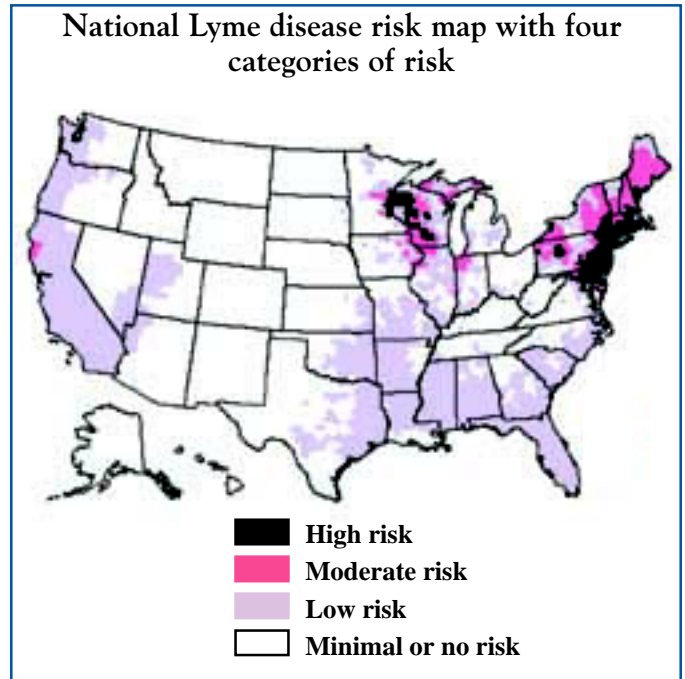 National Lyme disease risk map with four
categories of risk
High risk
Moderate risk
Low risk
Minimal or no risk